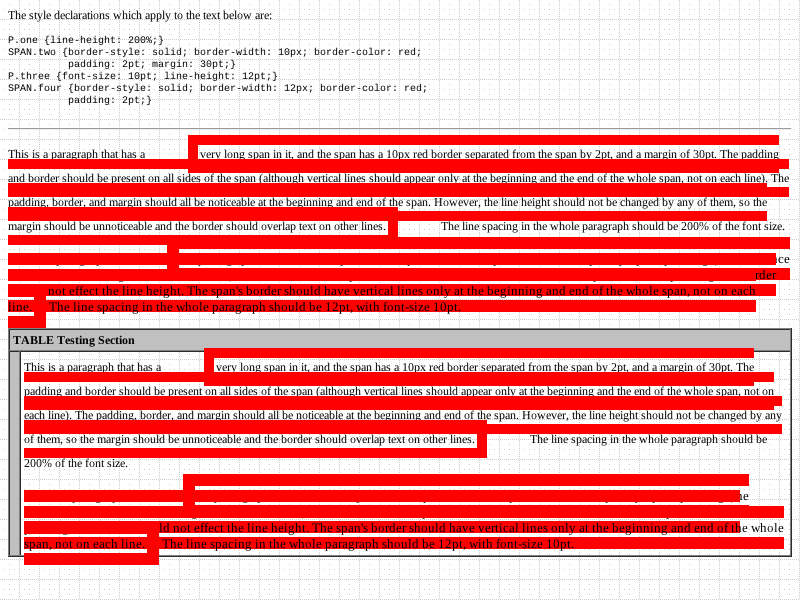 The style declarations which apply to the text below are:
P.one {line-height: 200%;}
SPAN.two {border-style: solid; border-width: 10px; border-color: red;
padding: 2pt; margin: 30pt;}
P.three {font-size: 10pt; line-height: 12pt;}
SPAN.four {border-style: solid; border-width: 12px; border-color: red;
padding: 2pt;}
This is a paragraph that has a very long span in it, and the span has a 10px red border separated from the span by 2pt, and a margin of 30pt. The padding
and border should be present on all sides of the span (although vertical lines should appear only at the beginning and end of the whole span, not on each line). The
padding, border, and margin should all be noticeable at the beginning and end of the span. However, the line height should not be changed by any of them, so the
margin should be unnoticeable and the border should overlap text on other lines. The line spacing in the whole paragraph should be 200% of the font size.
not effect the line height. The span's border should have vertical lines only at the beginning and end of the whole span, not on each
line. The line spacing in the whole paragraph should be 12pt, with font-size 10pt.
TABLE Testing Section
This is a paragraph that has a very long span in it, and the span has a 10px red border separated from the span by 2pt, and a margin of 30pt. The
padding and border should be present on all sides of the span (although vertical lines should appear only at the beginning and end of the whole span, not on
each line). The padding, border, and margin should all be noticeable at the beginning and end of the span. However, the line height should not be changed by any
of them, so the margin should be unnoticeable and the border should overlap text on other lines. The line spacing in the whole paragraph should be
200% of the font size.
not effect the line height. The span's border should have vertical lines only at the beginning and end of the whole
span, not on each line. The line spacing in the whole paragraph should be 12pt, with font-size 10pt.